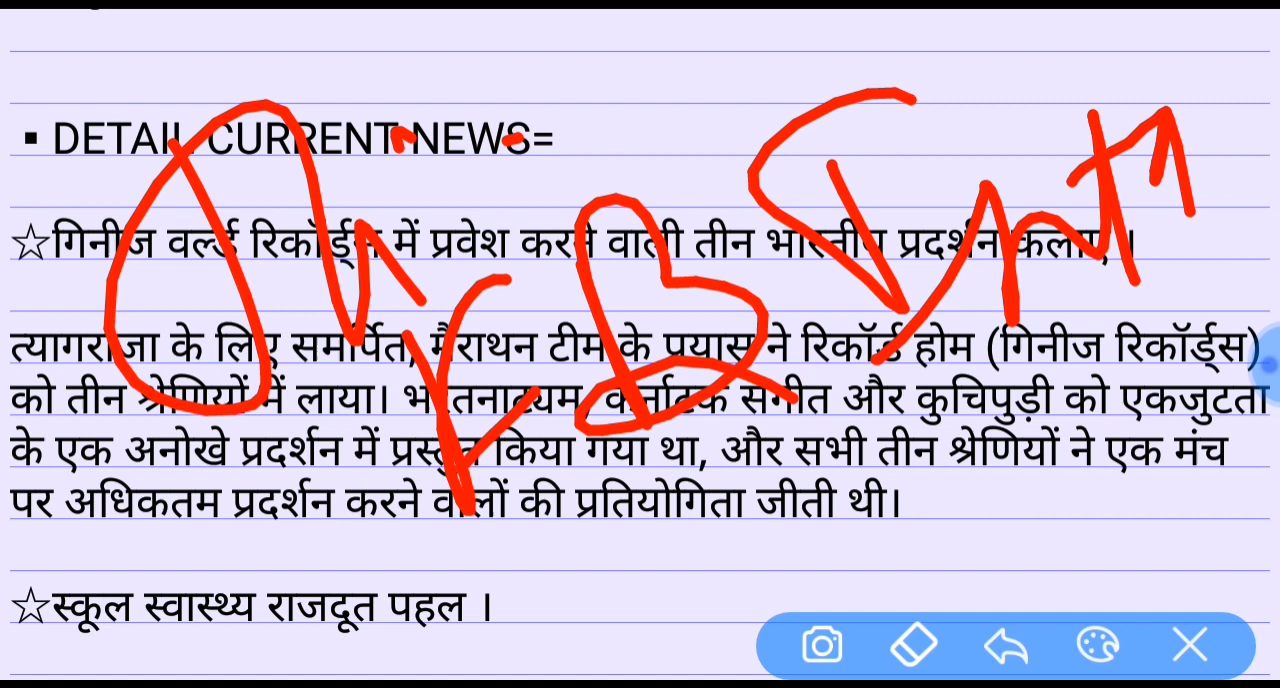 ▪ DETAIL CURRENT NEWS=
☆गिनीज वर्ल्ड रिकॉर्ड्स में प्रवेश करने वाली तीन भारतीय प्रदर्शन कलाएं ।
त्यागराजा के लिए समर्पित, मैराथन टीम के प्रयास ने रिकॉर्ड होम (गिनीज रिकॉर्ड्स)
को तीन श्रेणियों में लाया। भरतनाट्यम, कर्नाटक संगीत और कुचिपुड़ी को एकजुटता
के एक अनोखे प्रदर्शन में प्रस्तुत किया गया था, और सभी तीन श्रेणियों ने एक मंच
पर अधिकतम प्रदर्शन करने वालों की प्रतियोगिता जीती थी।
☆स्कूल स्वास्थ्य राजदूत पहल ।